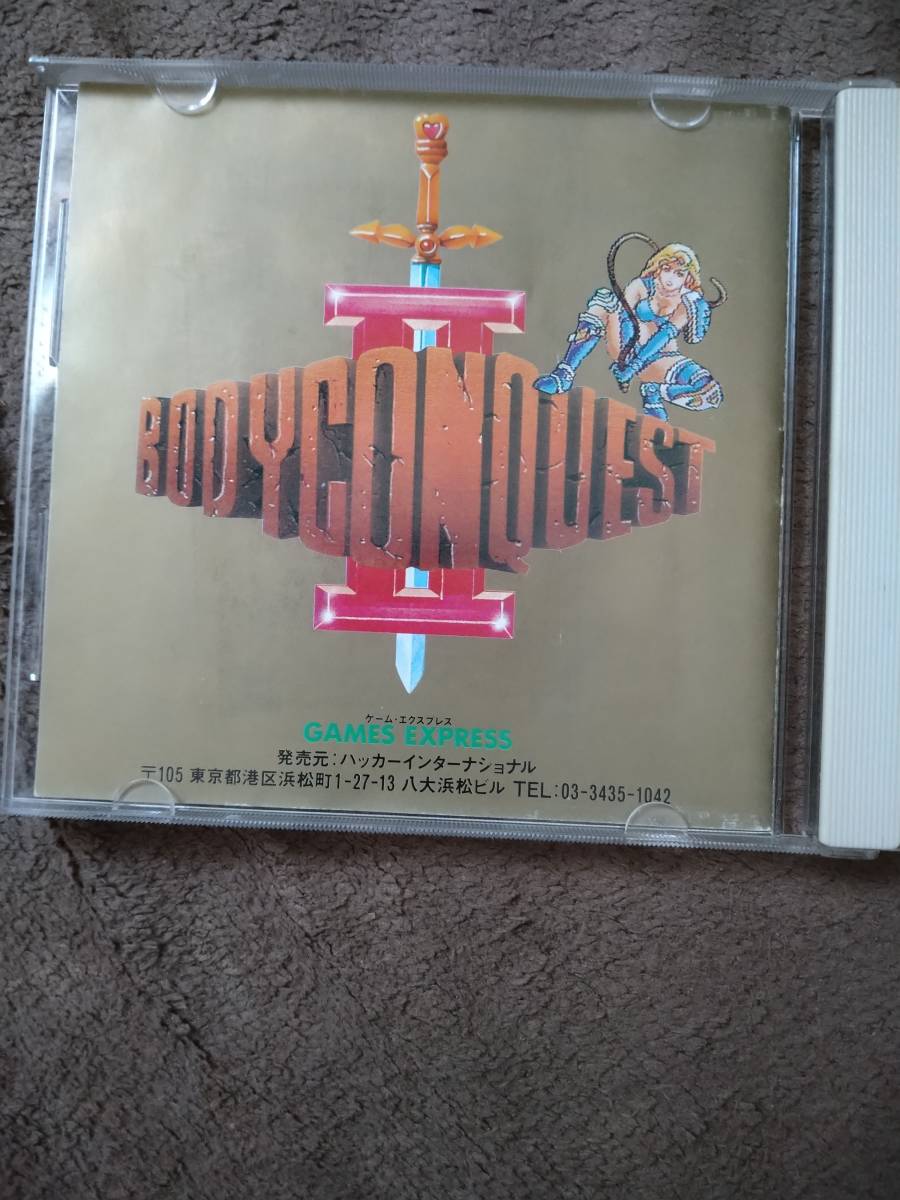 II
BODYCONQUEST
ゲーム・エクスプレス
GAMES EXPRESS
発売元:ハッカーインターナショナル
〒105 東京都港区浜松町1-27-13 八大浜松ビル TEL:03-3435-1042